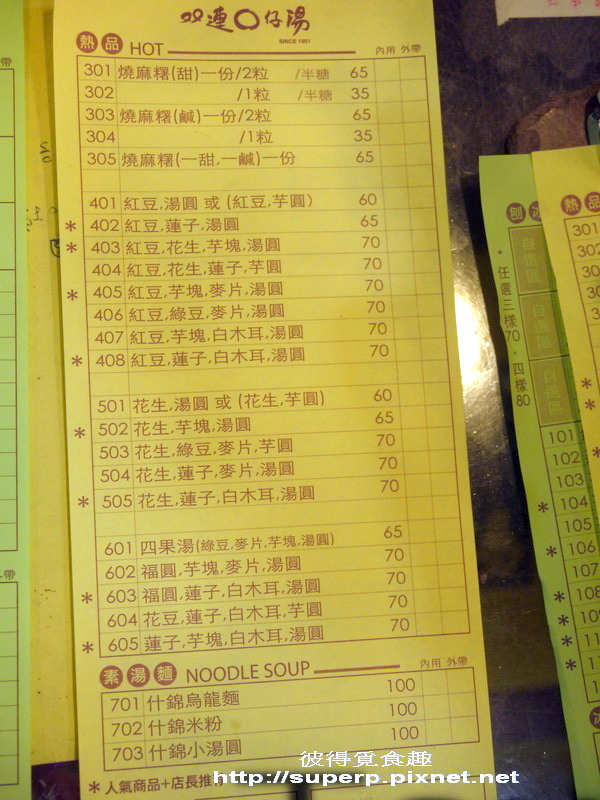 双連〇仔湯
SINCE 1951
熱品 HOT 內用 外帶
301 燒麻糬(甜)一份/2粒 /半糖 65
302 /1粒 /半糖 35
303 燒麻糬(鹹)一份/2粒 65
304 /1粒 35
305 燒麻糬(一甜,一鹹)一份 65
401 紅豆,湯圓 或 (紅豆,芋圓) 60
* 402 紅豆,蓮子,湯圓 65
* 403 紅豆,花生,芋塊,湯圓 70
404 紅豆,花生,蓮子,芋圓 70
* 405 紅豆,芋塊,麥片,湯圓 70
406 紅豆,綠豆,麥片,湯圓 70
407 紅豆,芋塊,白木耳,湯圓 70
* 408 紅豆,蓮子,白木耳,湯圓 70
501 花生,湯圓 或 (花生,芋圓) 60
* 502 花生,芋塊,湯圓 65
503 花生,綠豆,麥片,芋圓 70
504 花生,蓮子,麥片,湯圓 70
* 505 花生,蓮子,白木耳,湯圓 70
601 四果湯(綠豆,麥片,芋塊,湯圓) 65
602 福圓,芋塊,麥片,湯圓 70
* 603 福圓,蓮子,白木耳,湯圓 70
604 花豆,蓮子,白木耳,芋圓 70
* 605 蓮子,芋塊,白木耳,湯圓 70
素湯麵 NOODLE SOUP 內用 外帶
701 什錦烏龍麵 100
702 什錦米粉 100
703 什錦小湯圓 100
* 人氣商品+店長推荐
刨冰
自選區
自選區
自選區
* 任選三樣70,四樣80
101
102
103
* 104
105
* 106
107
* 108
* 109
*
*
熱品
301
302
303
彼得覓食趣
http://superp.pixnet.net